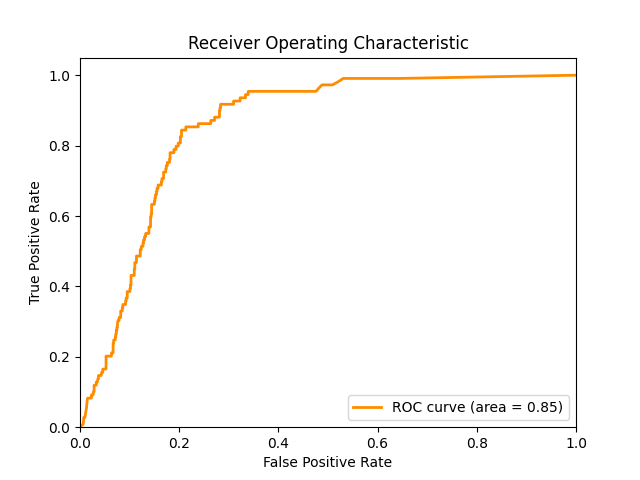 Receiver Operating Characteristic
1.0
0.8
0.6
0.4
0.2
0.0
True Positive Rate
ROC curve (area = 0.85)
0.0 0.2 0.4 0.6 0.8 1.0
False Positive Rate